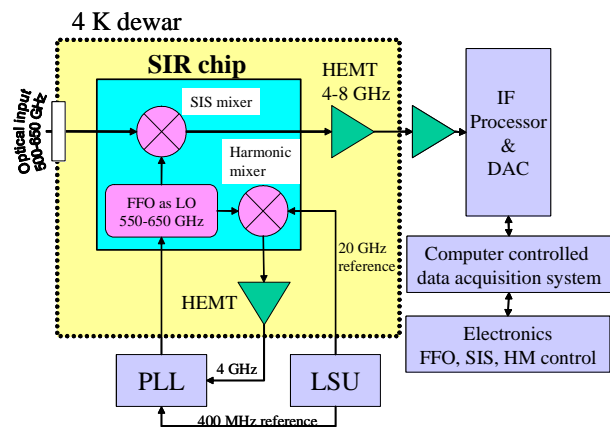 4 K dewar
SIR chip
HEMT
4-8 GHz
SIS mixer
Optical input
500-650 GHz
IF
Processor
&
DAC
Harmonic
mixer
FFO as LO
550-650 GHz
20 GHz
reference
Computer controlled
data acquisition system
HEMT
Electronics
FFO, SIS, HM control
4 GHz
PLL
LSU
400 MHz reference